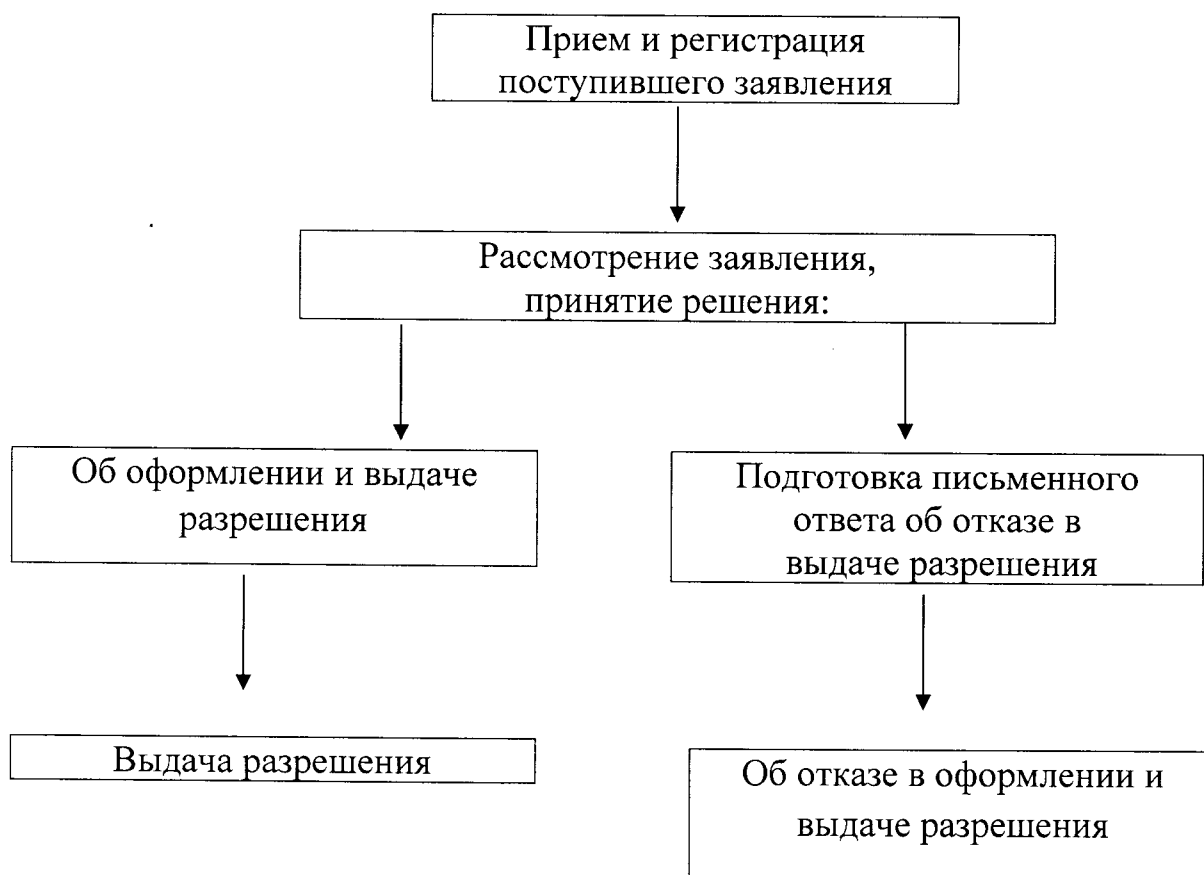 Прием и регистрация
поступившего заявления
Рассмотрение заявления,
принятие решения:
Об оформлении и выдаче
разрешения
Подготовка письменного
ответа об отказе в
выдаче разрешения
Выдача разрешения
Об отказе в оформлении и
выдаче разрешения